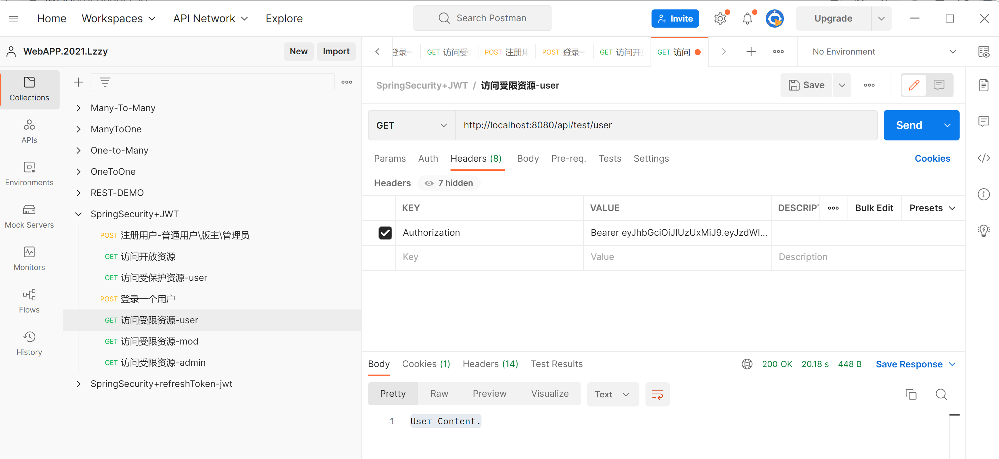 Home Workspaces API Network Explore Search Postman Invite Upgrade
WebAPP.2021.Lzzy New Import
登录一 GET 访问受限 POST 注册用 POST 登录一 GET 访问开放 GET 访问 No Environment
Collections
APIs
Environments
Mock Servers
Monitors
Flows
History
Many-To-Many
ManyToOne
One-to-Many
OneToOne
REST-DEMO
SpringSecurity+JWT
POST 注册用户-普通用户\版主\管理员
GET 访问开放资源
GET 访问受保护资源-user
POST 登录一个用户
GET 访问受限资源-user
GET 访问受限资源-mod
GET 访问受限资源-admin
SpringSecurity+refreshToken-jwt
SpringSecurity+JWT / 访问受限资源-user Save
GET http://localhost:8080/api/test/user Send
Params Auth Headers (8) Body Pre-req. Tests Settings Cookies
Headers 7 hidden
KEY VALUE DESCRIPT Bulk Edit Presets
Authorization Bearer eyJhbGciOiJIUzUxMiJ9.eyJzdWI...
Key Value Description
Body Cookies (1) Headers (14) Test Results 200 OK 20.18 s 448 B Save Response
Pretty Raw Preview Visualize Text
1 User Content.